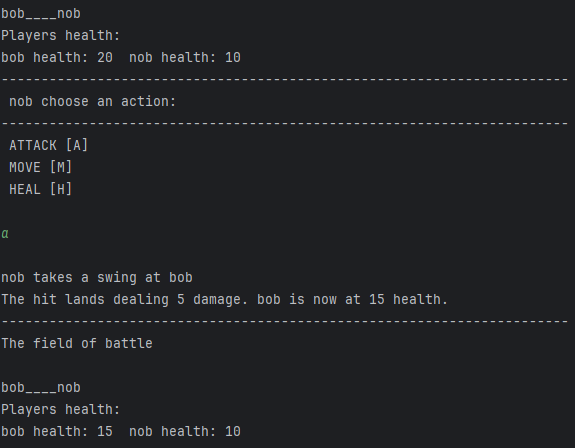 bob____nob
Players health:
bob health: 20  nob health: 10
-----------------------------------------------------------------------
 nob choose an action:
-----------------------------------------------------------------------
 ATTACK [A]
 MOVE [M]
 HEAL [H]
a
nob takes a swing at bob
The hit lands dealing 5 damage. bob is now at 15 health.
-----------------------------------------------------------------------
The field of battle
bob____nob
Players health:
bob health: 15  nob health: 10